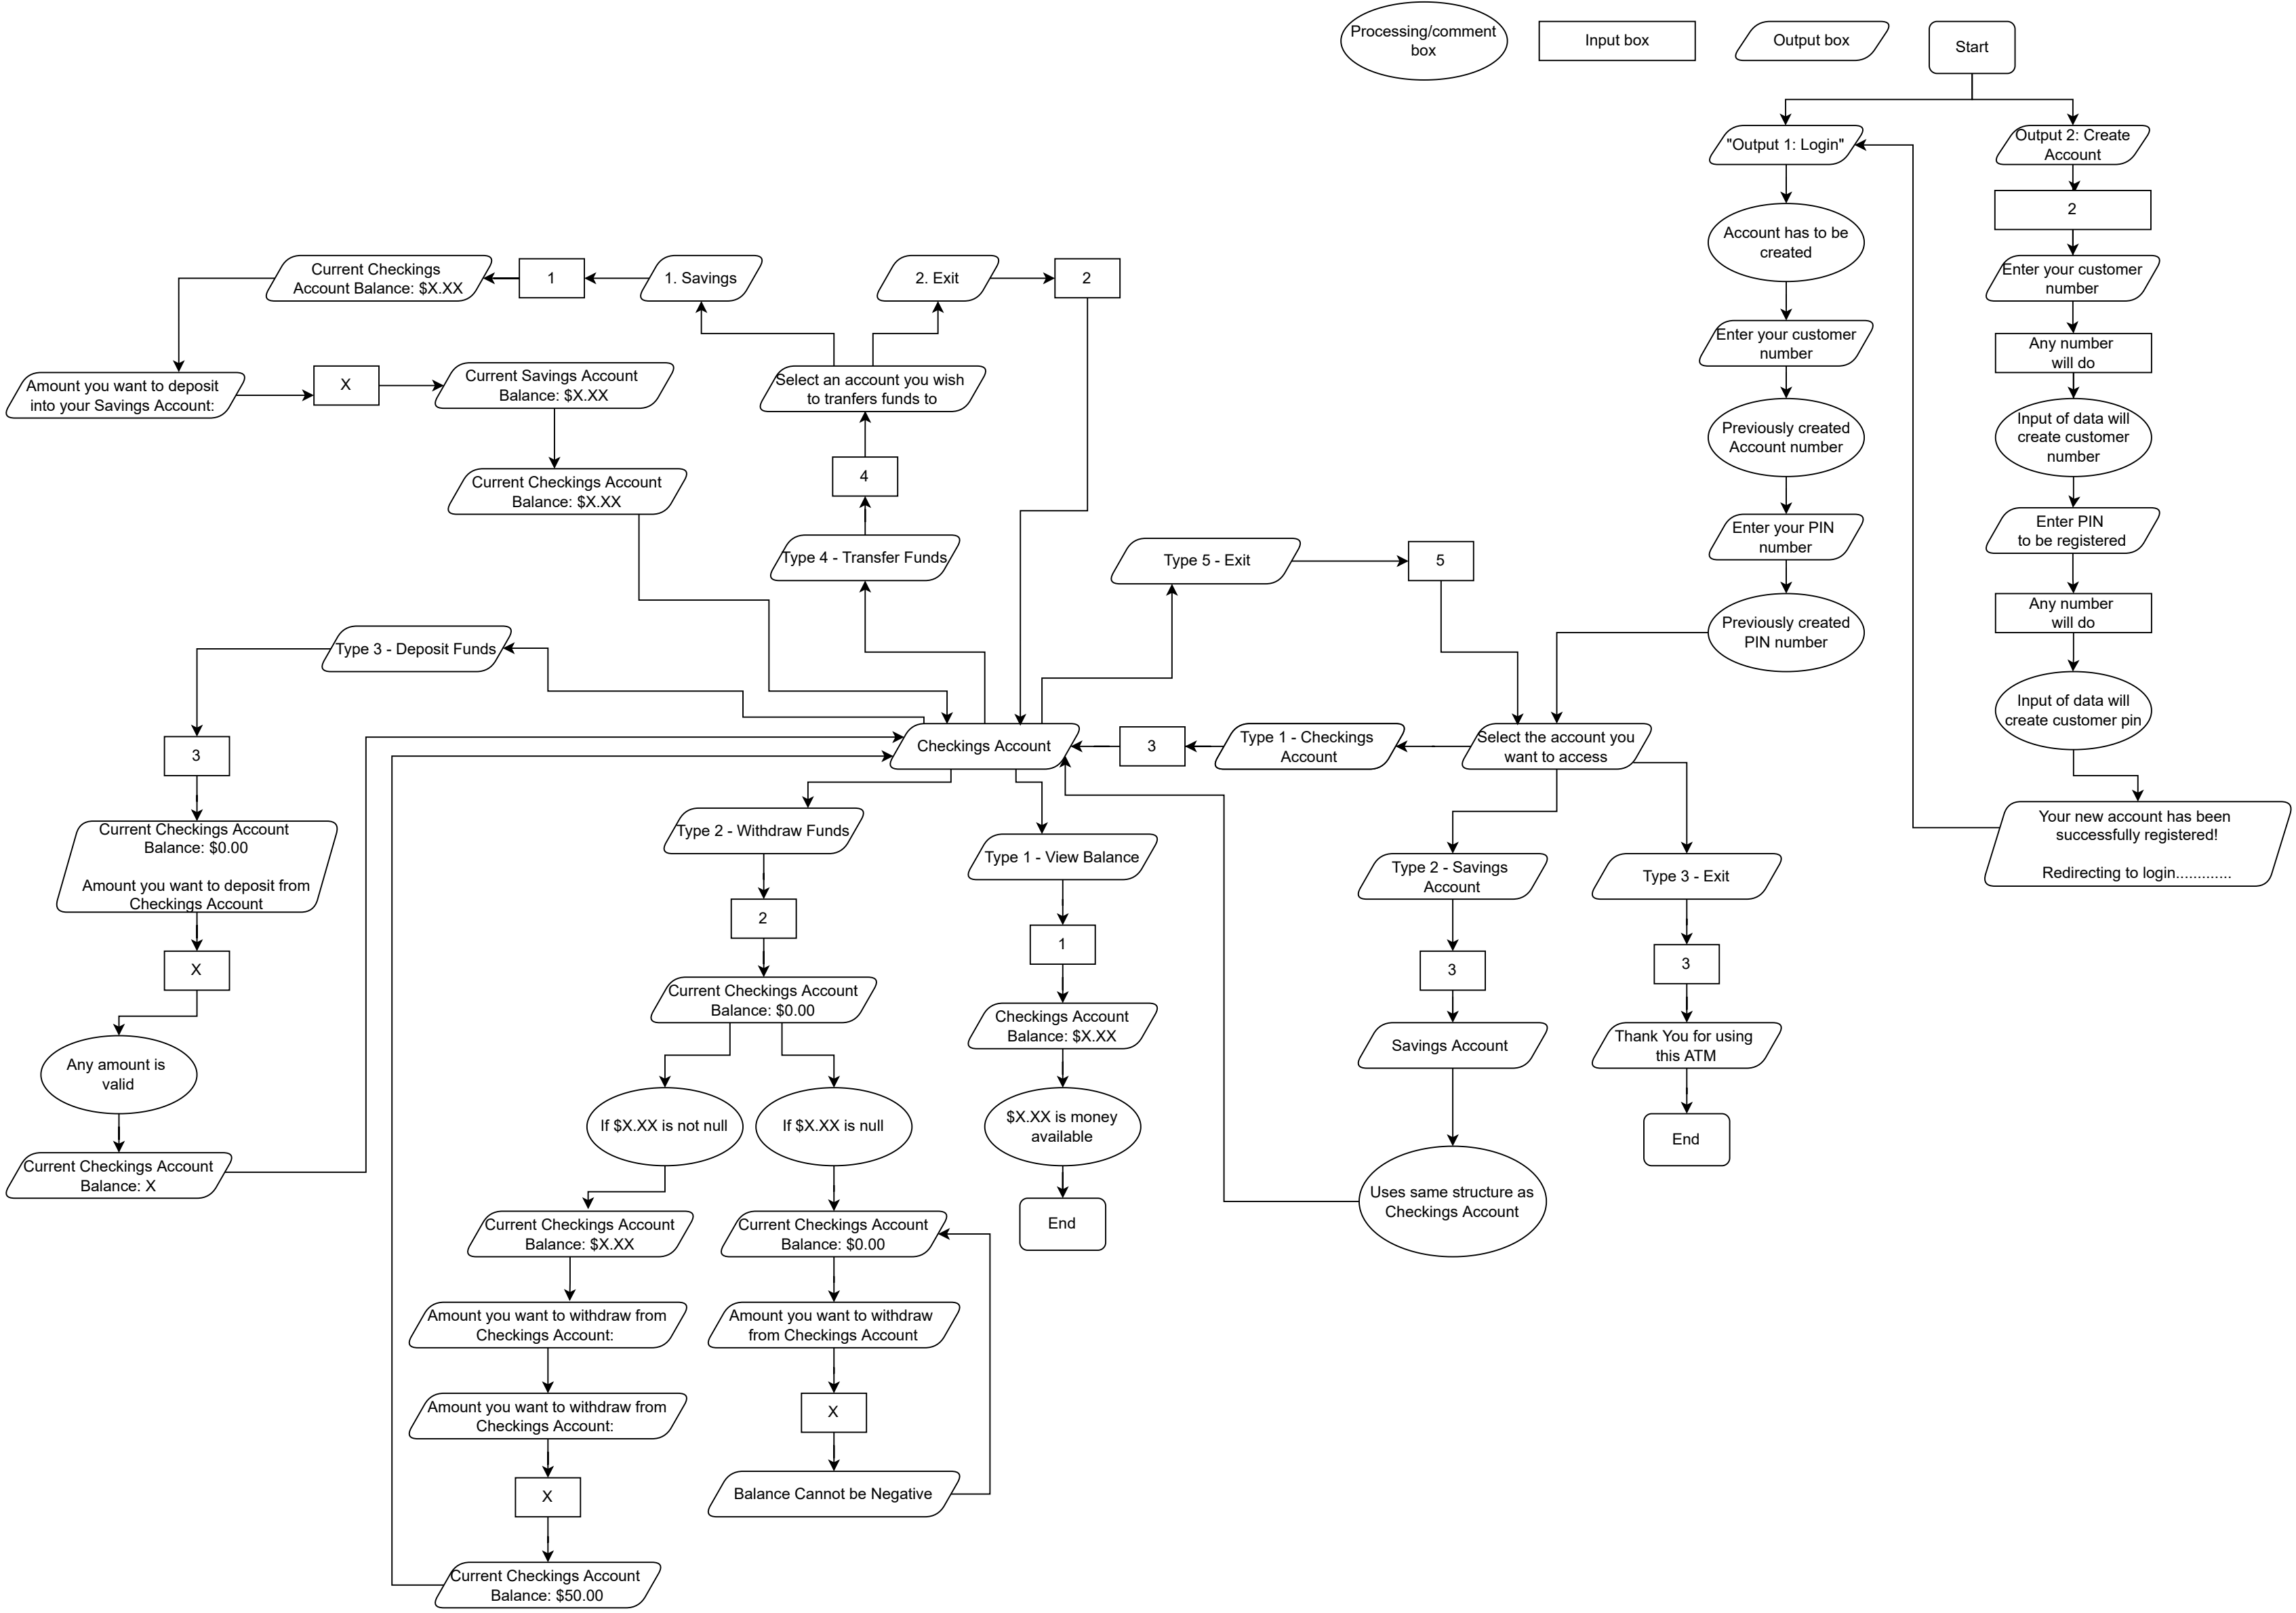 Processing/comment
box
Input box
Output box
Start
"Output 1: Login"
Output 2: Create
Account
2
Account has to be
created
Enter your customer
number
Enter your customer
number
Any number
will do
Previously created
Account number
Input of data will
create customer
number
Enter your PIN
number
Enter PIN
to be registered
Previously created
PIN number
Any number
will do
Input of data will
create customer pin
Your new account has been
successfully registered!
Redirecting to login.............
Current Checkings
Account Balance: $X.XX
1
1. Savings
2. Exit
2
Amount you want to deposit
into your Savings Account:
X
Current Savings Account
Balance: $X.XX
Select an account you wish
to tranfers funds to
Current Checkings Account
Balance: $X.XX
4
Type 4 - Transfer Funds
Type 5 - Exit
5
Type 3 - Deposit Funds
3
Checkings Account
3
Type 1 - Checkings
Account
Select the account you
want to access
Current Checkings Account
Balance: $0.00
Amount you want to deposit from
Checkings Account
X
Any amount is
valid
Current Checkings Account
Balance: X
Type 2 - Withdraw Funds
2
Current Checkings Account
Balance: $0.00
If $X.XX is not null
If $X.XX is null
Current Checkings Account
Balance: $X.XX
Current Checkings Account
Balance: $0.00
Amount you want to withdraw from
Checkings Account:
Amount you want to withdraw
from Checkings Account
Amount you want to withdraw from
Checkings Account:
X
X
Balance Cannot be Negative
Current Checkings Account
Balance: $50.00
Type 1 - View Balance
1
Checkings Account
Balance: $X.XX
$X.XX is money
available
End
Type 2 - Savings
Account
3
Savings Account
Uses same structure as
Checkings Account
Type 3 - Exit
3
Thank You for using
this ATM
End